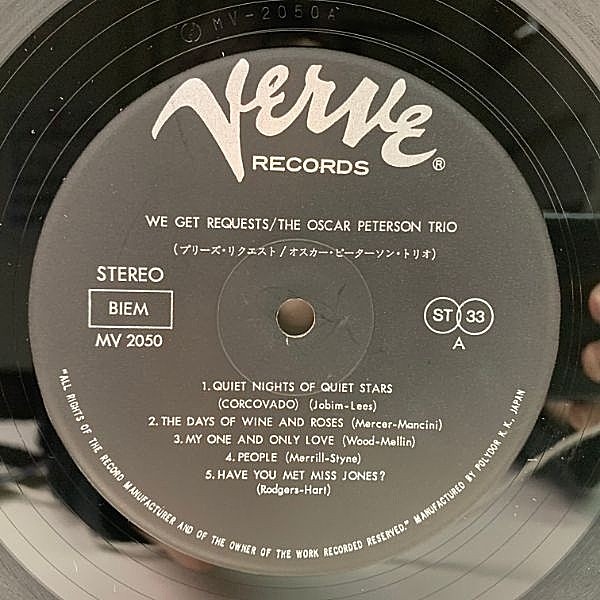 MV-2050A
Verve
RECORDS ®
WE GET REQUESTS/THE OSCAR PETERSON TRIO
(プリーズ・リクエスト/オスカー・ピーターソン・トリオ)
STEREO
BIEM
MV 2050
ST 33
A
1. QUIET NIGHTS OF QUIET STARS
(CORCOVADO) (Jobim-Lees)
2. THE DAYS OF WINE AND ROSES (Mercer-Mancini)
3. MY ONE AND ONLY LOVE (Wood-Mellin)
4. PEOPLE (Merrill-Styne)
5. HAVE YOU MET MISS JONES?
(Rodgers-Hart)
"ALL RIGHTS OF THE RECORD MANUFACTURER AND OF THE OWNER OF THE WORK RECORDED RESERVED." MANUFACTURED BY POLYDOR K. K., JAPAN